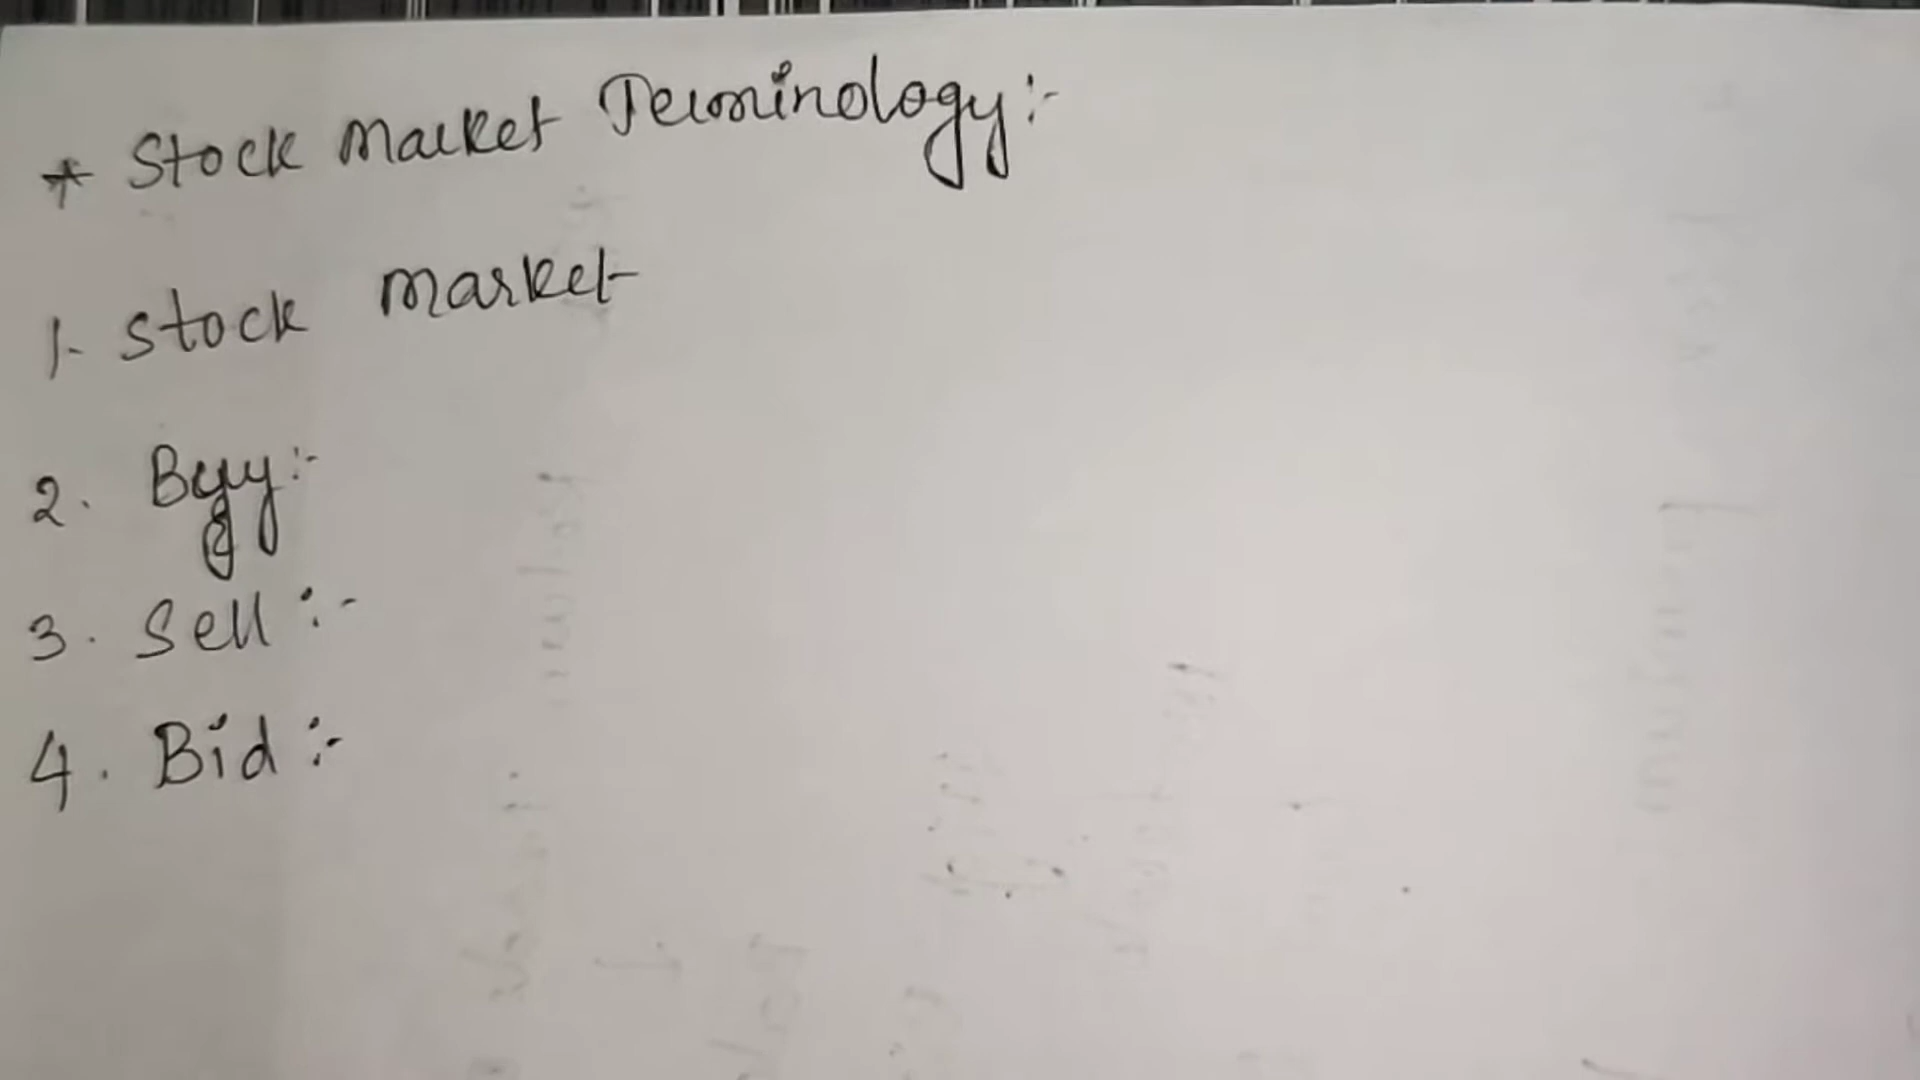 * Stock Market Terminology:-
1. Stock Market
2. Buy:-
3. Sell:-
4. Bid:-